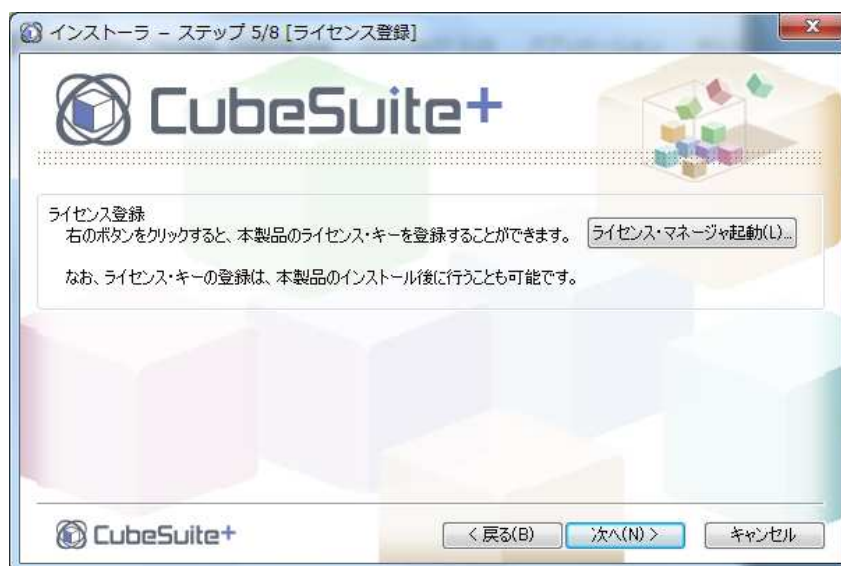 インストーラ － ステップ 5/8 [ライセンス登録]
CubeSuite+
ライセンス登録
右のボタンをクリックすると、本製品のライセンス・キーを登録することができます。
ライセンス・マネージャ起動(L)...
なお、ライセンス・キーの登録は、本製品のインストール後に行うことも可能です。
CubeSuite+
< 戻る(B)
次へ(N) >
キャンセル